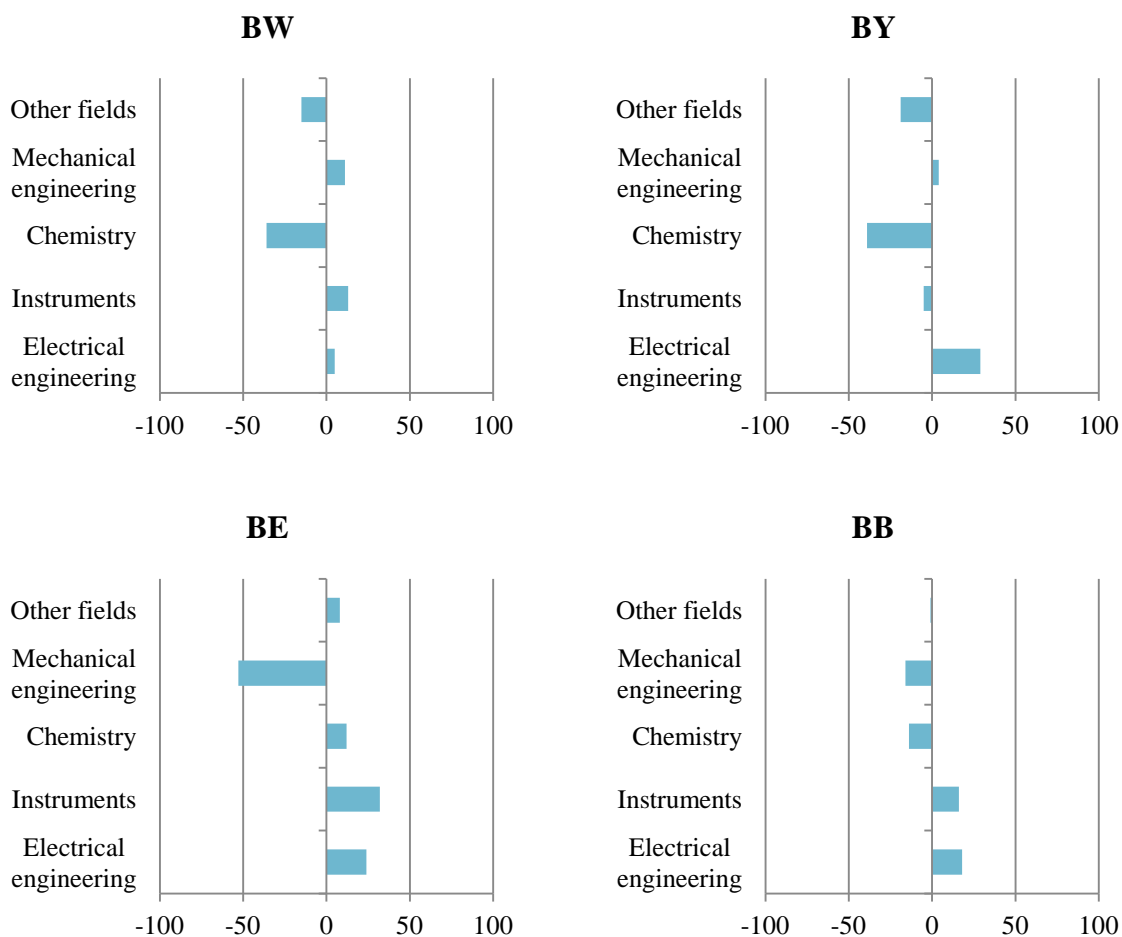 BW
Other fields
Mechanical
engineering
Chemistry
Instruments
Electrical
engineering
-100 -50 0 50 100
BY
Other fields
Mechanical
engineering
Chemistry
Instruments
Electrical
engineering
-100 -50 0 50 100
BE
Other fields
Mechanical
engineering
Chemistry
Instruments
Electrical
engineering
-100 -50 0 50 100
BB
Other fields
Mechanical
engineering
Chemistry
Instruments
Electrical
engineering
-100 -50 0 50 100